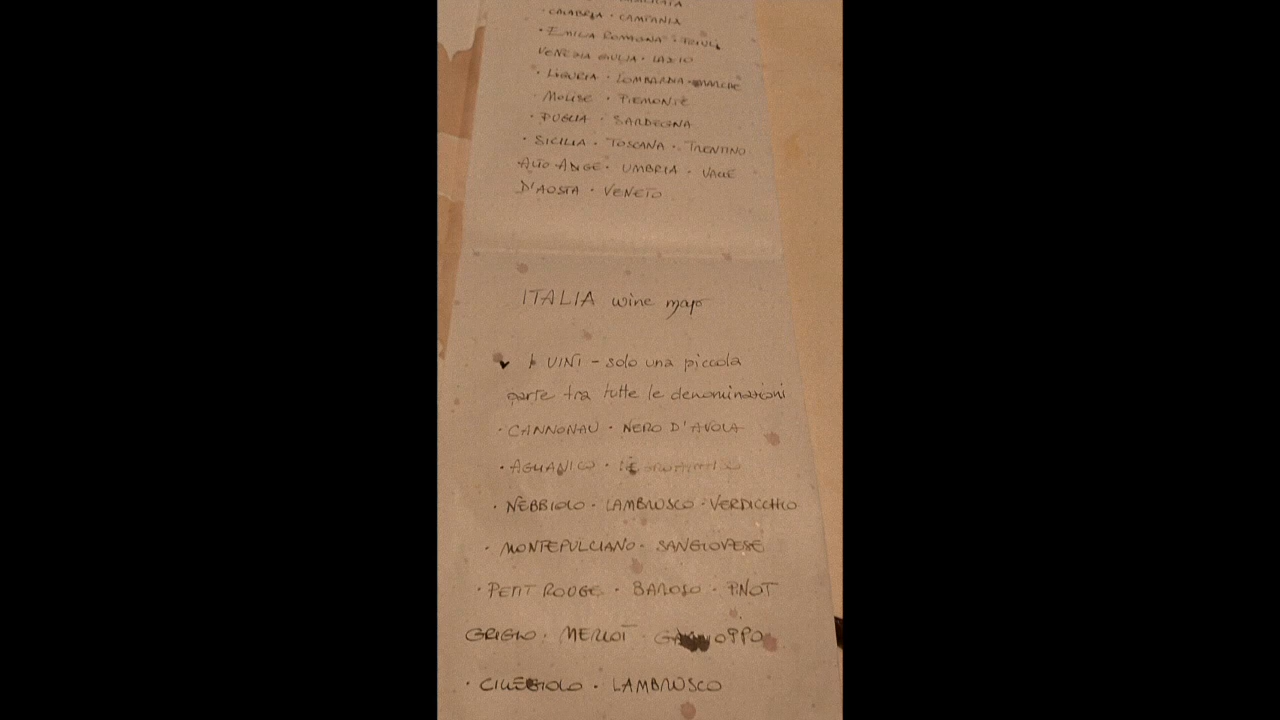 · CALABRIA · CAMPANIA
· EMILIA ROMAGNA · FRIULI
VENEZIA GIULIA · LAZIO
· LIGURIA · LOMBARDIA · MARCHE
MOLISE · PIEMONTE
· PUGLIA · SARDEGNA
· SICILIA · TOSCANA · TRENTINO
ALTO ADIGE · UMBRIA · VALLE
D'AOSTA · VENETO
ITALIA wine map
I VINI - solo una piccola
parte tra tutte le denominazioni
· CANNONAU · NERO D'AVOLA
· AGLIANICO ·
· NEBBIOLO · LAMBRUSCO · VERDICCHIO
· MONTEPULCIANO · SANGIOVESE
· PETIT ROUGE · BAROLO · PINOT
GRIGIO · MERLOT · GAGLIOPPO
· CILIEGIOLO · LAMBRUSCO